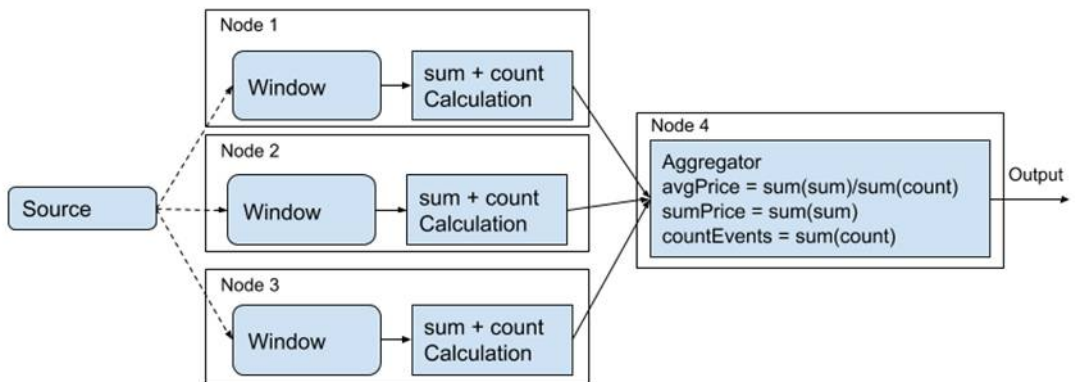 Node 1
Window
sum + count
Calculation
Node 2
Window
sum + count
Calculation
Node 3
Window
sum + count
Calculation
Source
Node 4
Aggregator
avgPrice = sum(sum)/sum(count)
sumPrice = sum(sum)
countEvents = sum(count)
Output